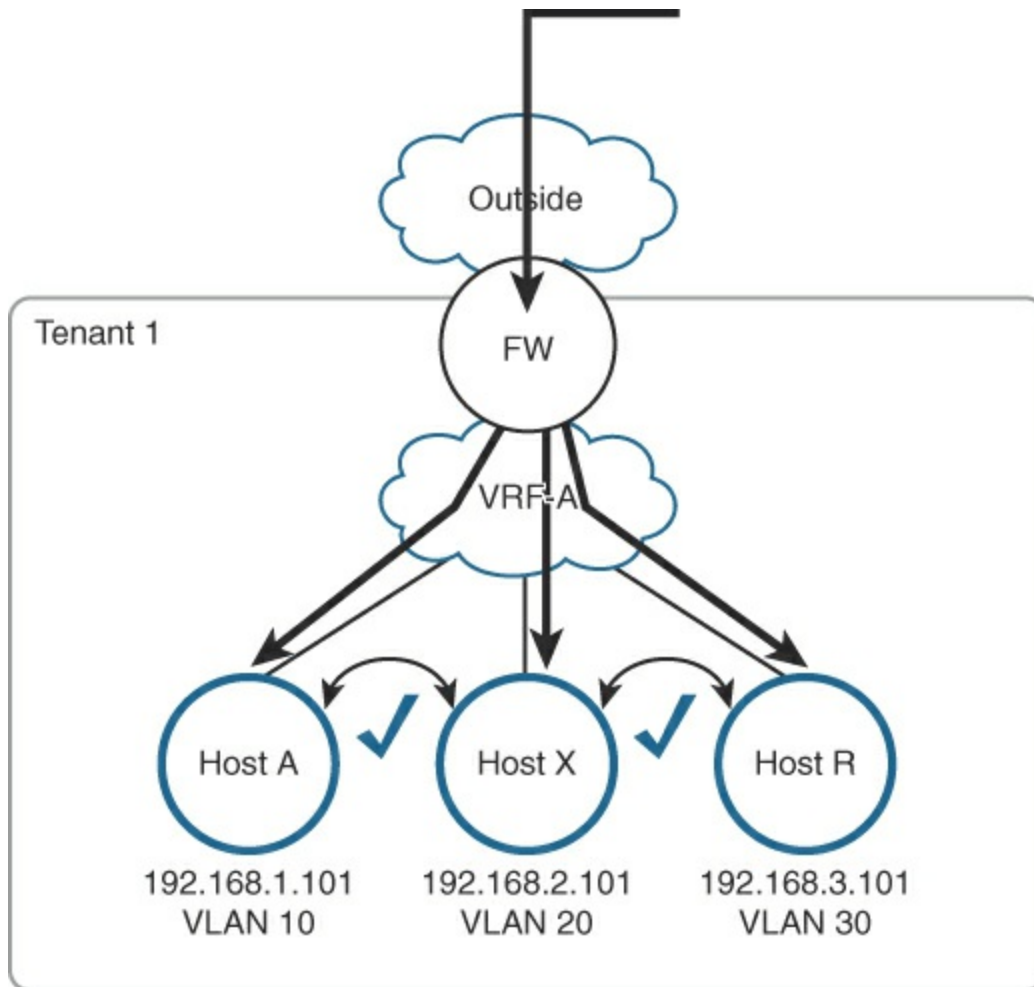 Outside
Tenant 1
FW
VRF-A
Host A
Host X
Host R
192.168.1.101
VLAN 10
192.168.2.101
VLAN 20
192.168.3.101
VLAN 30